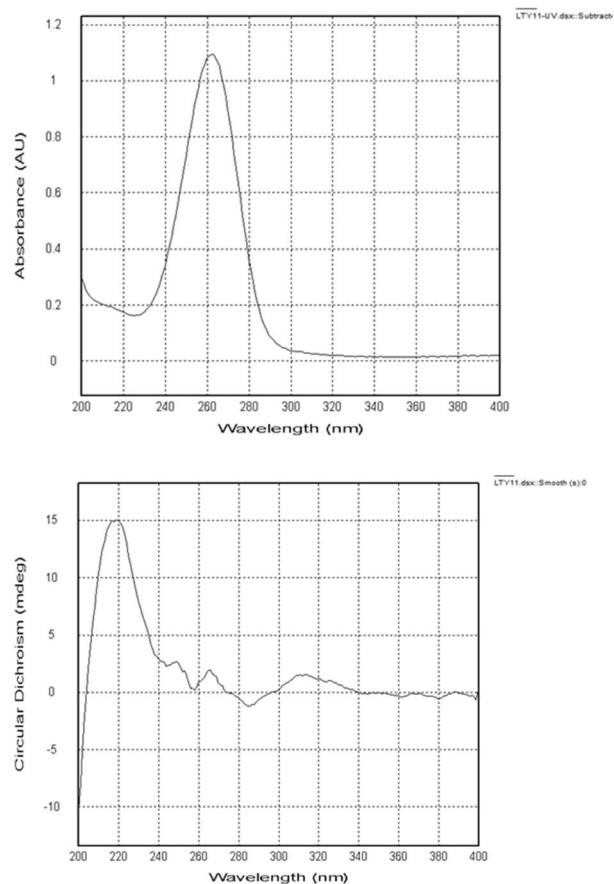 LTY11-UV.dsx::Subtract
1.2
1
0.8
0.6
0.4
0.2
0
Absorbance (AU)
200 220 240 260 280 300 320 340 360 380 400
Wavelength (nm)
LTY11.dsx::Smooth (s):0
15
10
5
0
-5
-10
Circular Dichroism (mdeg)
200 220 240 260 280 300 320 340 360 380 400
Wavelength (nm)